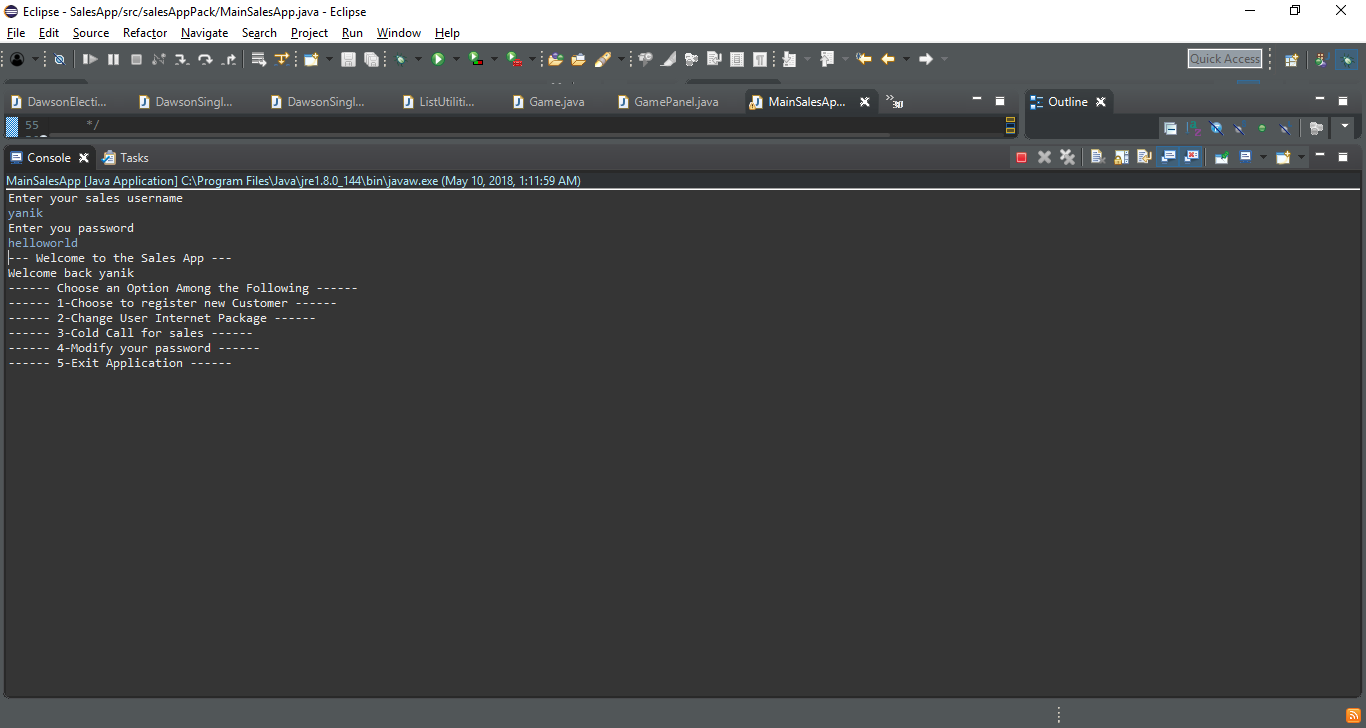 Eclipse - SalesApp/src/salesAppPack/MainSalesApp.java - Eclipse
File Edit Source Refactor Navigate Search Project Run Window Help
Quick Access
DawsonElecti... DawsonSingl... DawsonSingl... ListUtiliti... Game.java GamePanel.java MainSalesAp... Outline
55 */
Console Tasks
MainSalesApp [Java Application] C:\Program Files\Java\jre1.8.0_144\bin\javaw.exe (May 10, 2018, 1:11:59 AM)
Enter your sales username
yanik
Enter you password
helloworld
--- Welcome to the Sales App ---
Welcome back yanik
------ Choose an Option Among the Following ------
------ 1-Choose to register new Customer ------
------ 2-Change User Internet Package ------
------ 3-Cold Call for sales ------
------ 4-Modify your password ------
------ 5-Exit Application ------